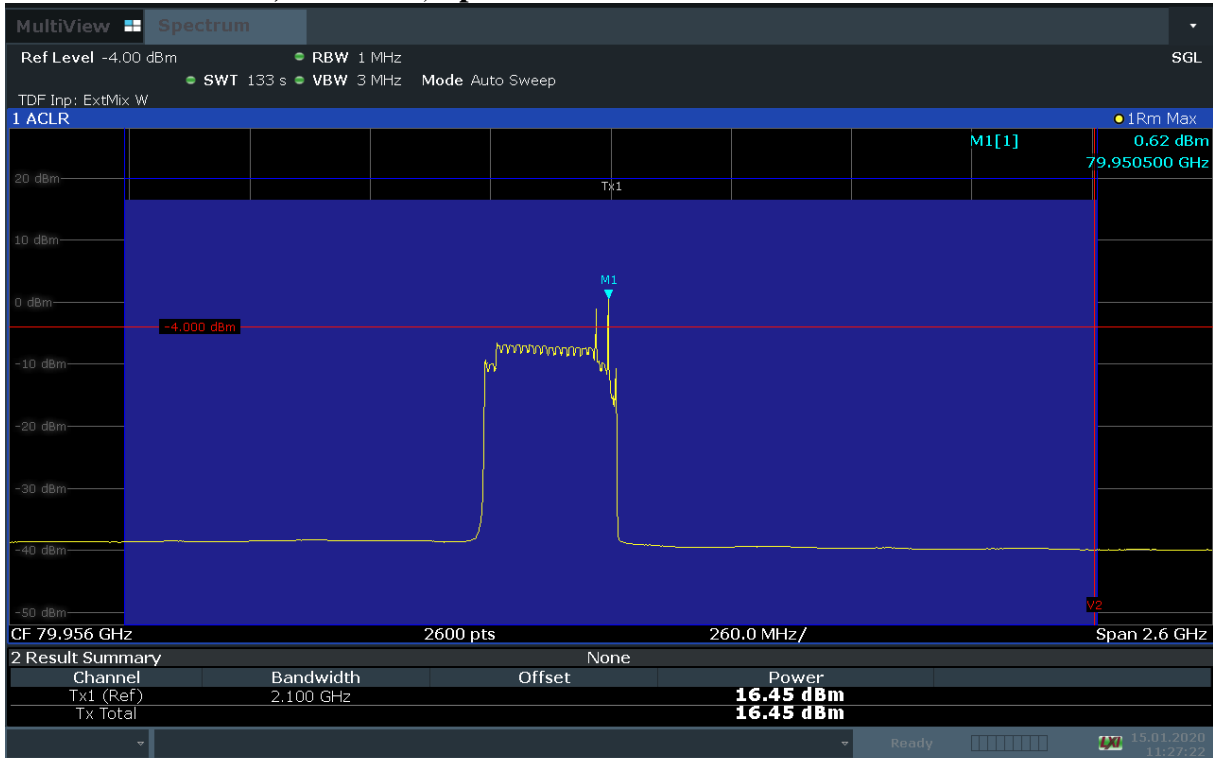 MultiView Spectrum
Ref Level -4.00 dBm RBW 1 MHz SGL
SWT 133 s VBW 3 MHz Mode Auto Sweep
TDF Inp: ExtMix W
1 ACLR 1Rm Max
M1[1] 0.62 dBm
79.950500 GHz
20 dBm
Tx1
10 dBm
M1
0 dBm
-4.000 dBm
-10 dBm
-20 dBm
-30 dBm
-40 dBm
-50 dBm
V2
CF 79.956 GHz 2600 pts 260.0 MHz/ Span 2.6 GHz
2 Result Summary None
Channel Bandwidth Offset Power
Tx1 (Ref) 2.100 GHz 16.45 dBm
Tx Total 16.45 dBm
Ready LXI 15.01.2020
11:27:22